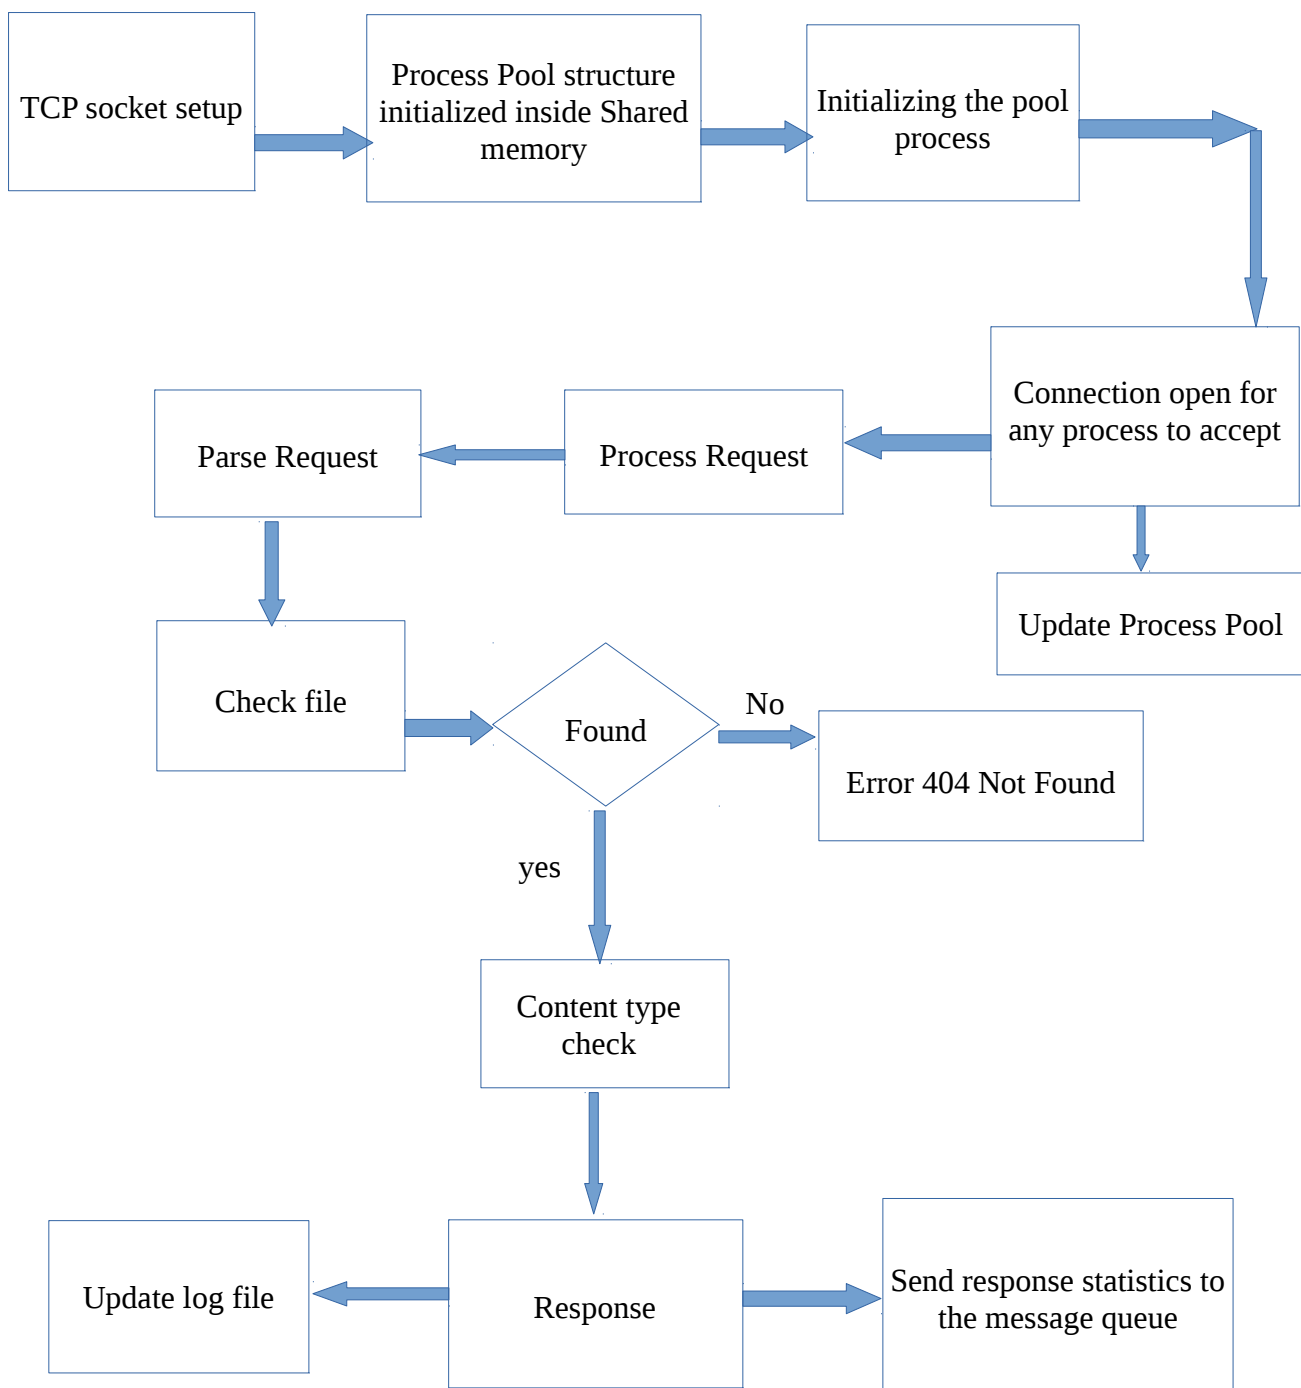 TCP socket setup
Process Pool structure
initialized inside Shared
memory
Initializing the pool
process
Connection open for
any process to accept
Process Request
Parse Request
Update Process Pool
Check file
Found
No
Error 404 Not Found
yes
Content type
check
Update log file
Response
Send response statistics to
the message queue